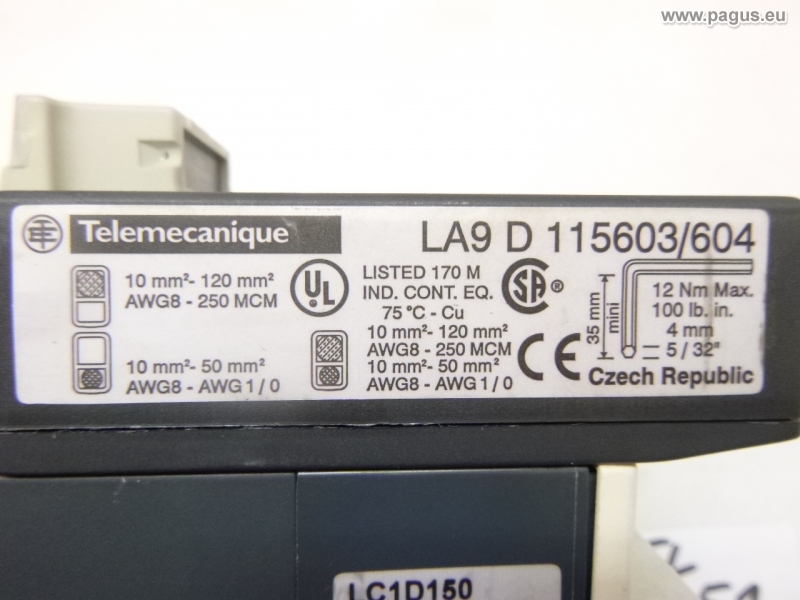 www.pagus.eu
Telemecanique
LA9 D 115603/604
10 mm²- 120 mm²
AWG8 - 250 MCM
10 mm²- 50 mm²
AWG8 - AWG 1 / 0
UL
LISTED 170 M
IND. CONT. EQ.
75 °C - Cu
10 mm²- 120 mm²
AWG8 - 250 MCM
10 mm²- 50 mm²
AWG8 - AWG 1 / 0
SA
CE
35 mm
mini
12 Nm Max.
100 lb. in.
4 mm
5 / 32"
Czech Republic
LC1D150